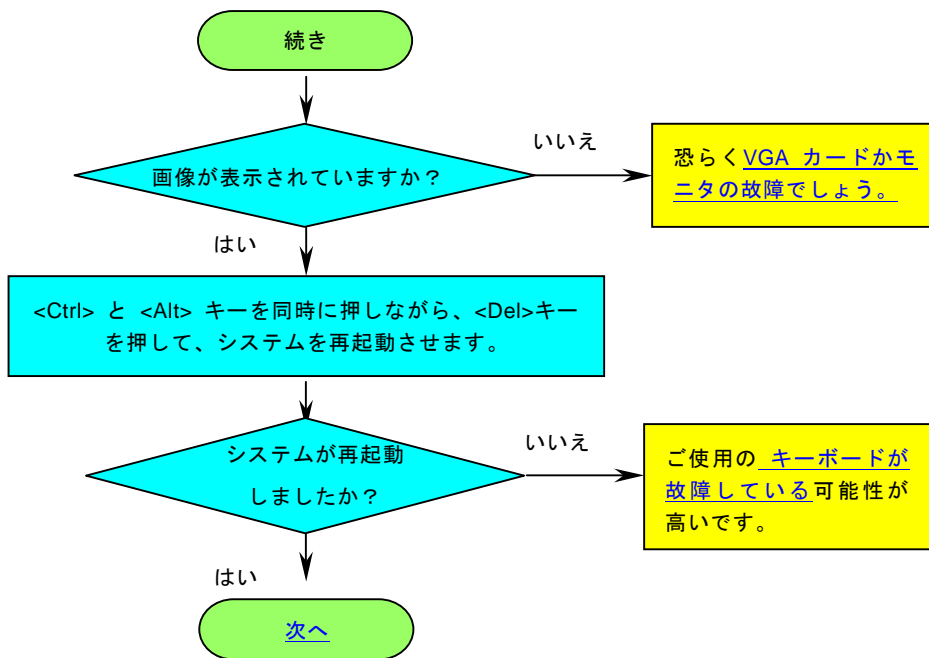 続き
画像が表示されていますか？
いいえ
恐らくVGA カードかモ
ニタの故障でしょう。
はい
<Ctrl> と <Alt> キーを同時に押しながら、<Del>キー
を押して、システムを再起動させます。
システムが再起動
しましたか？
いいえ
ご使用の キーボードが
故障している可能性が
高いです。
はい
次へ